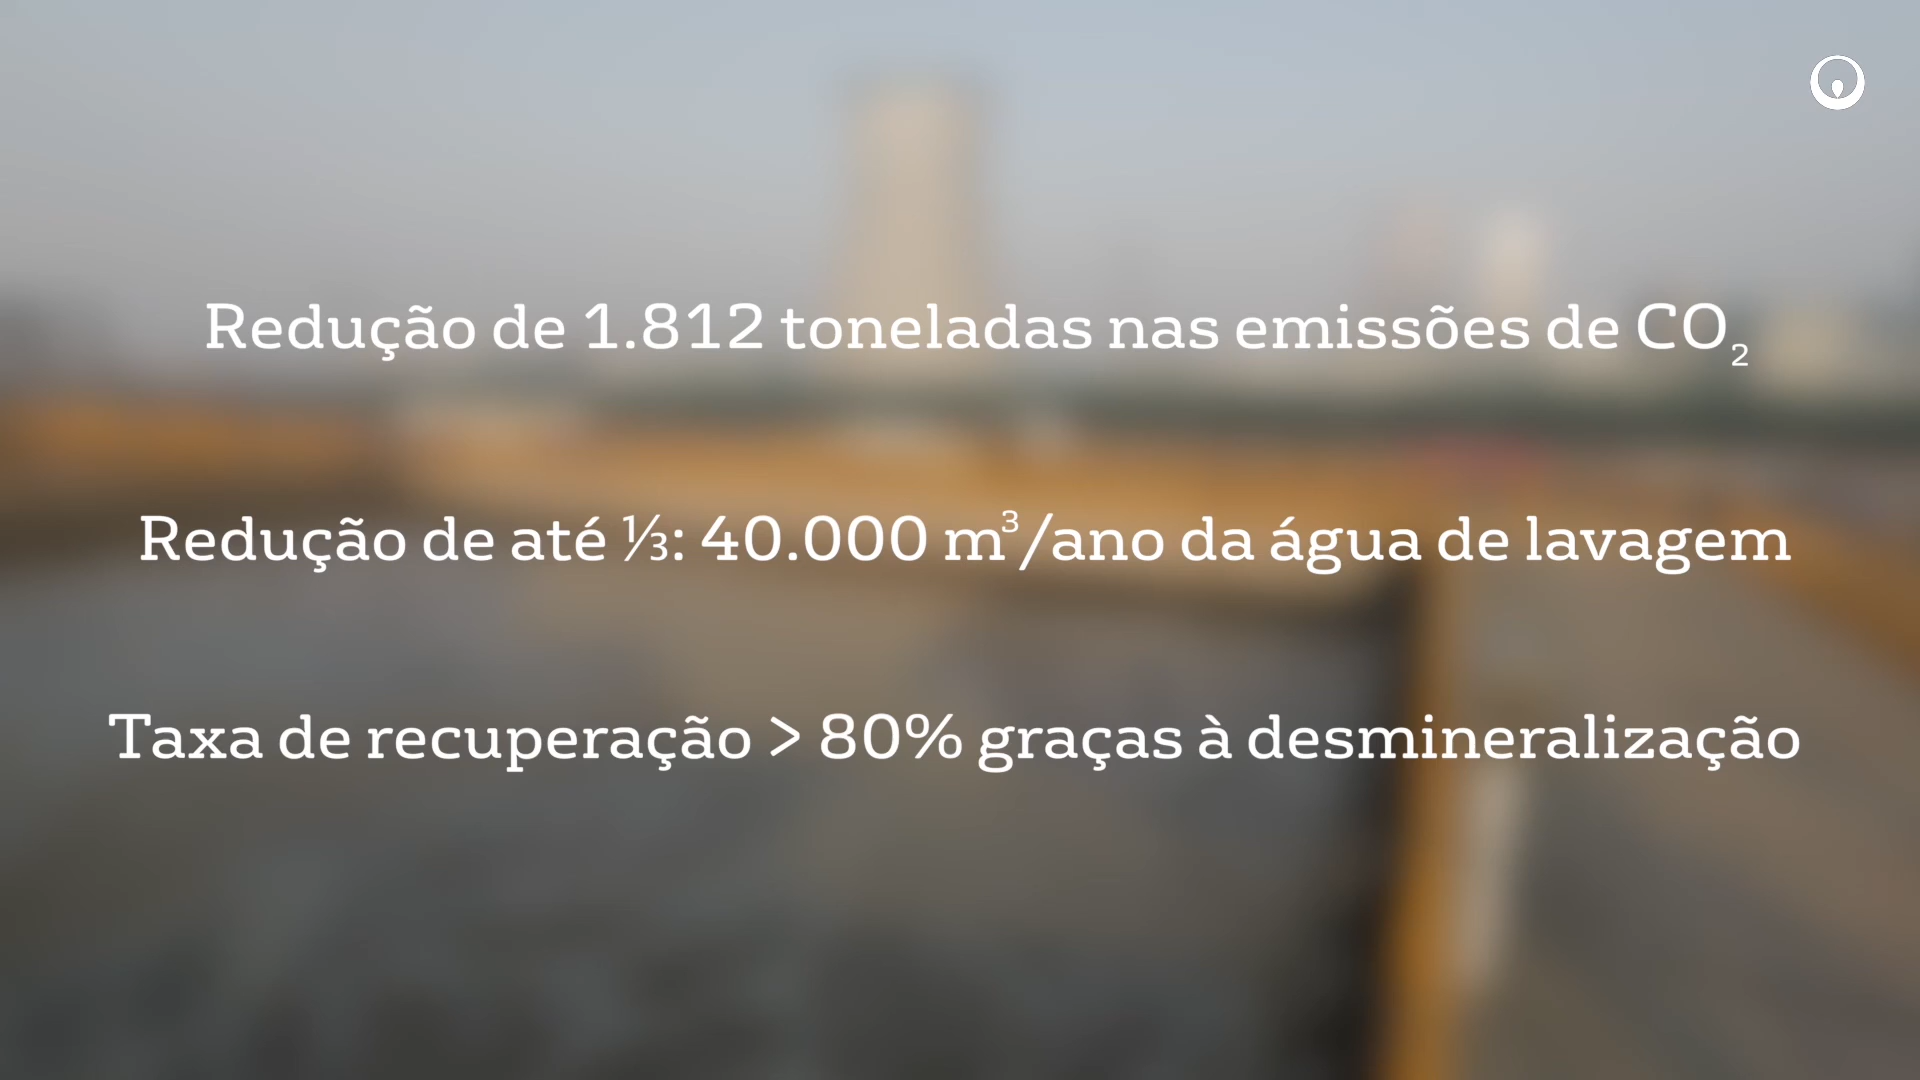 Redução de 1.812 toneladas nas emissões de CO₂
Redução de até ⅓: 40.000 m³/ano da água de lavagem
Taxa de recuperação > 80% graças à desmineralização